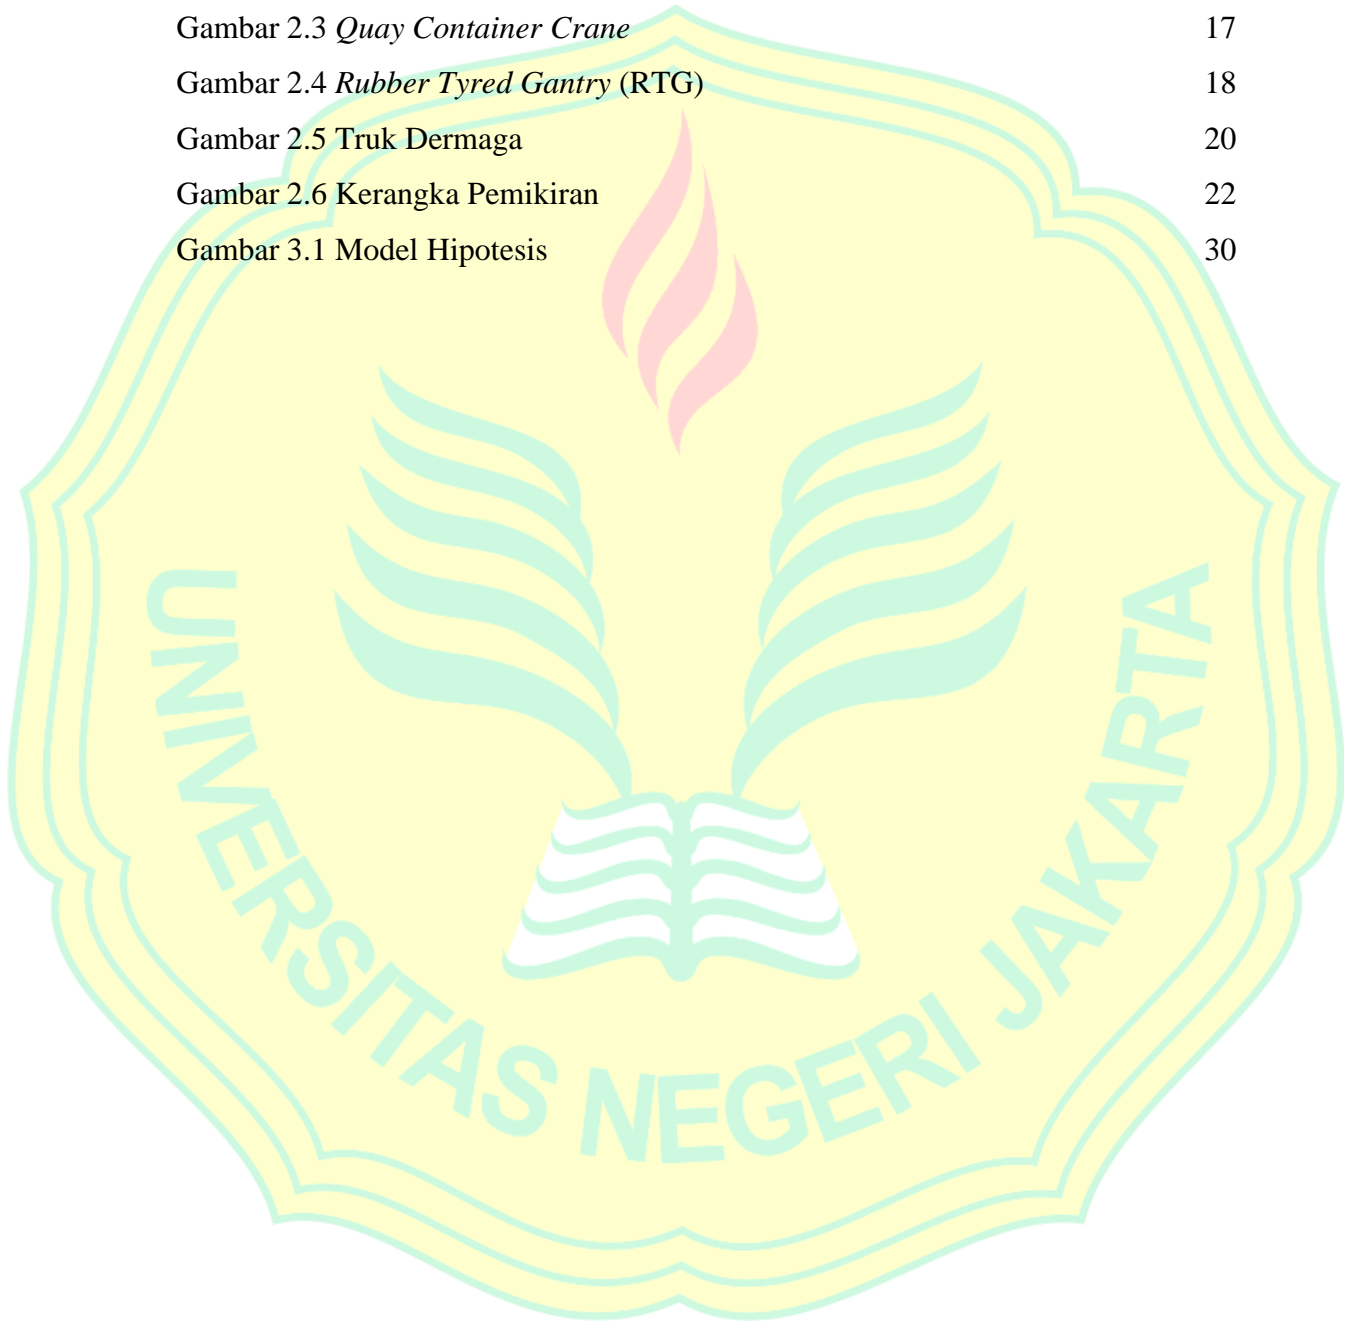 Gambar 2.3 Quay Container Crane 17
Gambar 2.4 Rubber Tyred Gantry (RTG) 18
Gambar 2.5 Truk Dermaga 20
Gambar 2.6 Kerangka Pemikiran 22
Gambar 3.1 Model Hipotesis 30
UNIVERSITAS NEGERI JAKARTA